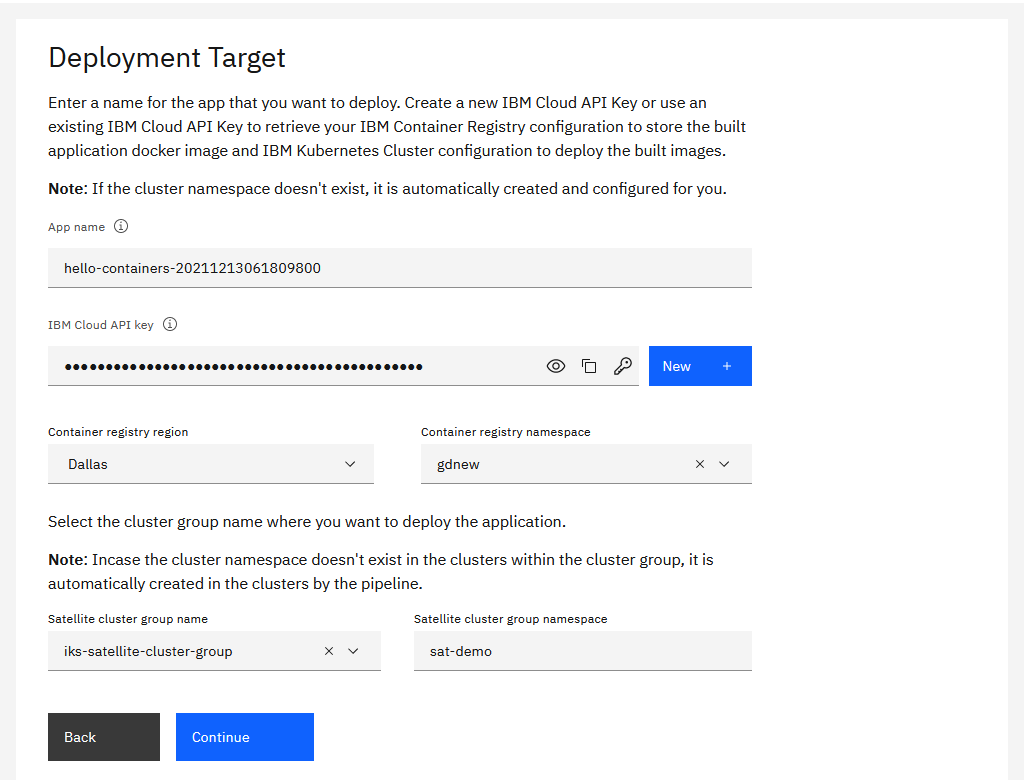 Deployment Target
Enter a name for the app that you want to deploy. Create a new IBM Cloud API Key or use an
existing IBM Cloud API Key to retrieve your IBM Container Registry configuration to store the built
application docker image and IBM Kubernetes Cluster configuration to deploy the built images.
Note: If the cluster namespace doesn't exist, it is automatically created and configured for you.
App name
hello-containers-20211213061809800
IBM Cloud API key
New +
Container registry region
Container registry namespace
Dallas
gdnew
Select the cluster group name where you want to deploy the application.
Note: Incase the cluster namespace doesn't exist in the clusters within the cluster group, it is
automatically created in the clusters by the pipeline.
Satellite cluster group name
Satellite cluster group namespace
iks-satellite-cluster-group
sat-demo
Back
Continue